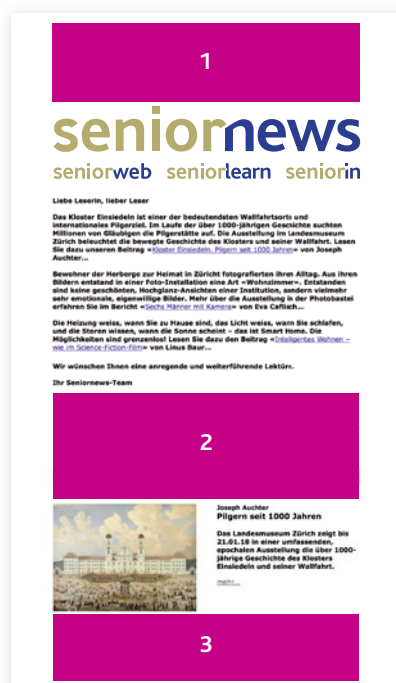 1
seniornews
seniorweb seniorlearn seniorin
Liebe Leserin, lieber Leser
Das Kloster Einsiedeln ist einer der bedeutendsten Wallfahrtsorts und
internationales Pilgerziel. Im Laufe der über 1000-jährigen Geschichte suchten
Millionen von Gläubigen die Pilgerstätte auf. Die Ausstellung im Landesmuseum
Zürich beleuchtet die bewegte Geschichte des Klosters und seiner Wallfahrt. Lesen
Sie dazu unseren Beitrag «Kloster Einsiedeln. Pilgern seit 1000 Jahren» von Joseph
Auchter...
Bewohner der Herberge zur Heimat in Zürich fotografierten ihren Alltag. Aus ihren
Bildern entstand in einer Foto-Installation eine Art «Wohnzimmer». Entstanden
sind keine geschönten, Hochglanz-Ansichten einer Institution, sondern vielmehr
sehr emotionale, eigenwillige Bilder. Mehr über die Ausstellung in der Photobastei
erfahren Sie im Bericht «Sechs Männer mit Kamera» von Eva Caflisch...
Die Heizung weiss, wann Sie zu Hause sind, das Licht weiss, wann Sie schlafen,
und die Storen wissen, wann die Sonne scheint – das ist Smart Home. Die
Möglichkeiten sind grenzenlos! Lesen Sie dazu den Beitrag «Intelligentes Wohnen –
wie im Science-Fiction-Film» von Linus Baur...
Wir wünschen Ihnen eine anregende und weiterführende Lektüre.
Ihr Seniornews-Team
2
Joseph Auchter
Pilgern seit 1000 Jahren
Das Landesmuseum Zürich zeigt bis
21.01.18 in einer umfassenden,
epochalen Ausstellung die über 1000-
jährige Geschichte des Klosters
Einsiedeln und seiner Wallfahrt.
mehr...
3